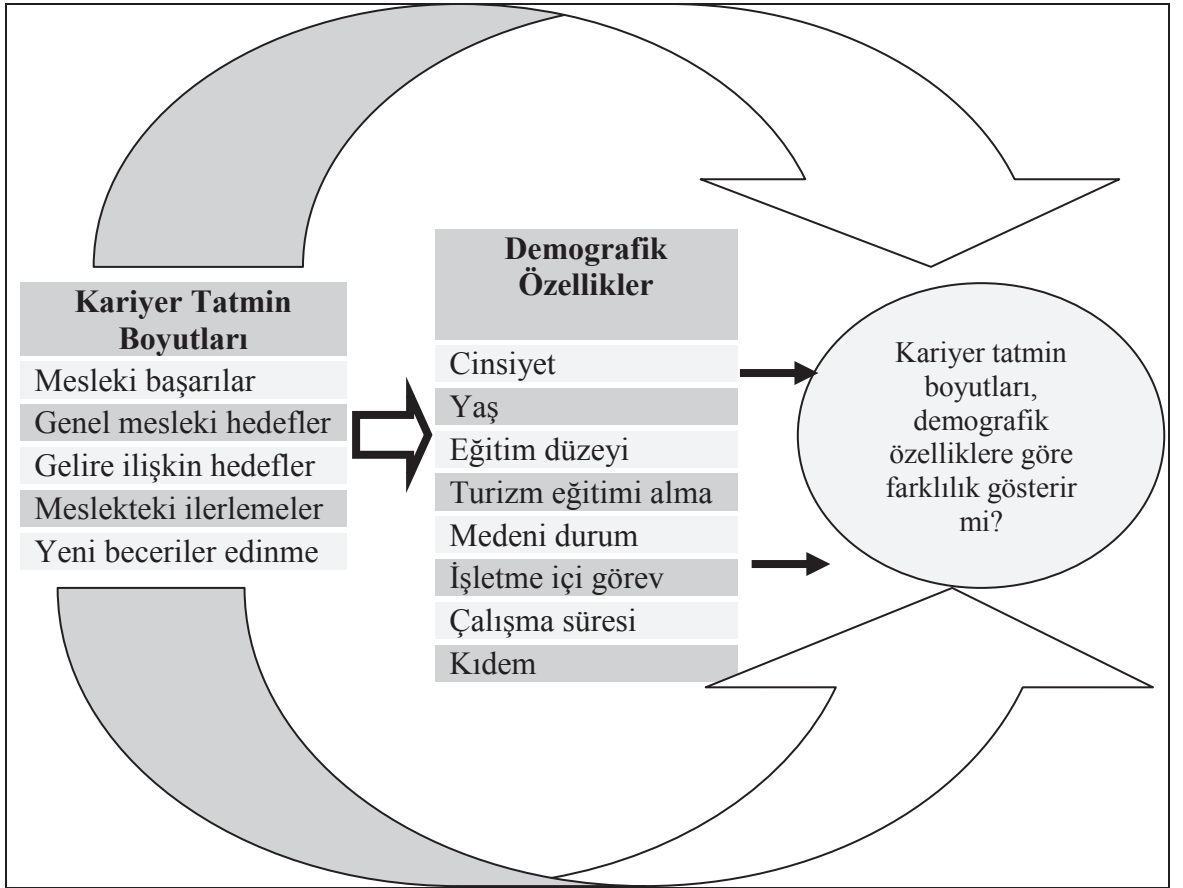 Kariyer Tatmin
Boyutları
Mesleki başarılar
Genel mesleki hedefler
Gelire ilişkin hedefler
Meslekteki ilerlemeler
Yeni beceriler edinme
Demografik
Özellikler
Cinsiyet
Yaş
Eğitim düzeyi
Turizm eğitimi alma
Medeni durum
İşletme içi görev
Çalışma süresi
Kıdem
Kariyer tatmin
boyutları,
demografik
özelliklere göre
farklılık gösterir
mi?